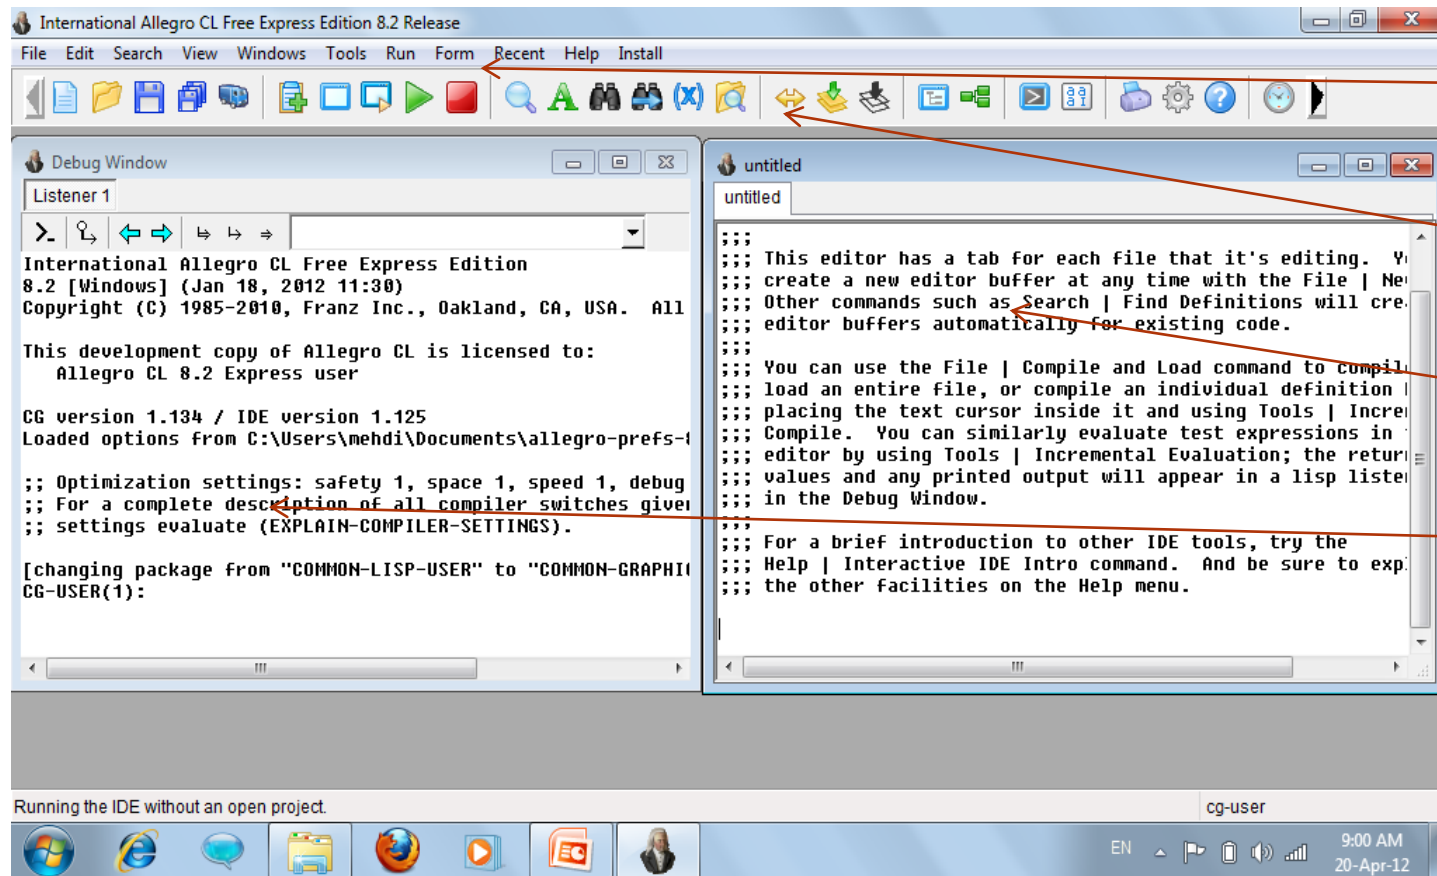 International Allegro CL Free Express Edition 8.2 Release
File Edit Search View Windows Tools Run Form Recent Help Install
Debug Window
Listener 1
International Allegro CL Free Express Edition
8.2 [Windows] (Jan 18, 2012 11:30)
Copyright (C) 1985-2010, Franz Inc., Oakland, CA, USA. All
This development copy of Allegro CL is licensed to:
Allegro CL 8.2 Express user
CG version 1.134 / IDE version 1.125
Loaded options from C:\Users\mehdi\Documents\allegro-prefs-
;; Optimization settings: safety 1, space 1, speed 1, debug
;; For a complete description of all compiler switches given
;; settings evaluate (EXPLAIN-COMPILER-SETTINGS).
[changing package from "COMMON-LISP-USER" to "COMMON-GRAPHI
CG-USER(1):
untitled
untitled
;;;
;;; This editor has a tab for each file that it's editing. Y
;;; create a new editor buffer at any time with the File | Ne
;;; Other commands such as Search | Find Definitions will cre
;;; editor buffers automatically for existing code.
;;;
;;; You can use the File | Compile and Load command to compil
;;; load an entire file, or compile an individual definition
;;; placing the text cursor inside it and using Tools | Incre
;;; Compile. You can similarly evaluate test expressions in
;;; editor by using Tools | Incremental Evaluation; the retur
;;; values and any printed output will appear in a lisp liste
;;; in the Debug Window.
;;;
;;; For a brief introduction to other IDE tools, try the
;;; Help | Interactive IDE Intro command. And be sure to exp
;;; the other facilities on the Help menu.
Running the IDE without an open project.
cg-user
EN
9:00 AM
20-Apr-12